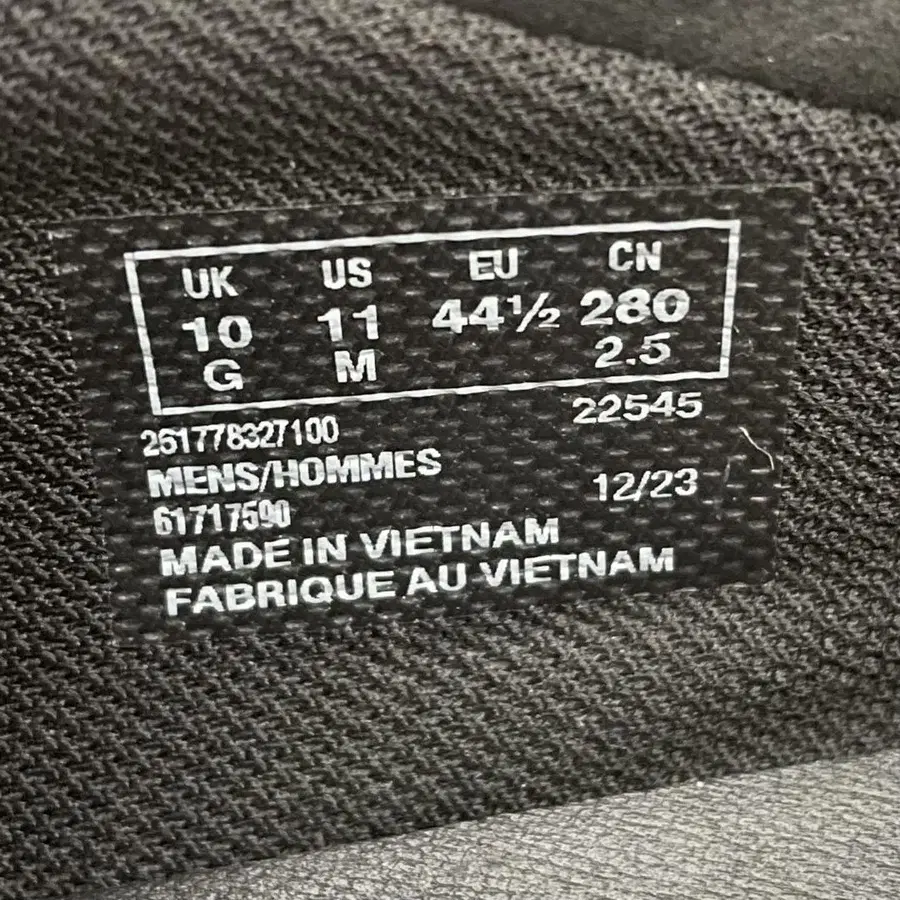 UK US EU CN
10 11 44½ 280
G M 2.5
261778327100 22545
MENS/HOMMES
61717590 12/23
MADE IN VIETNAM
FABRIQUE AU VIETNAM